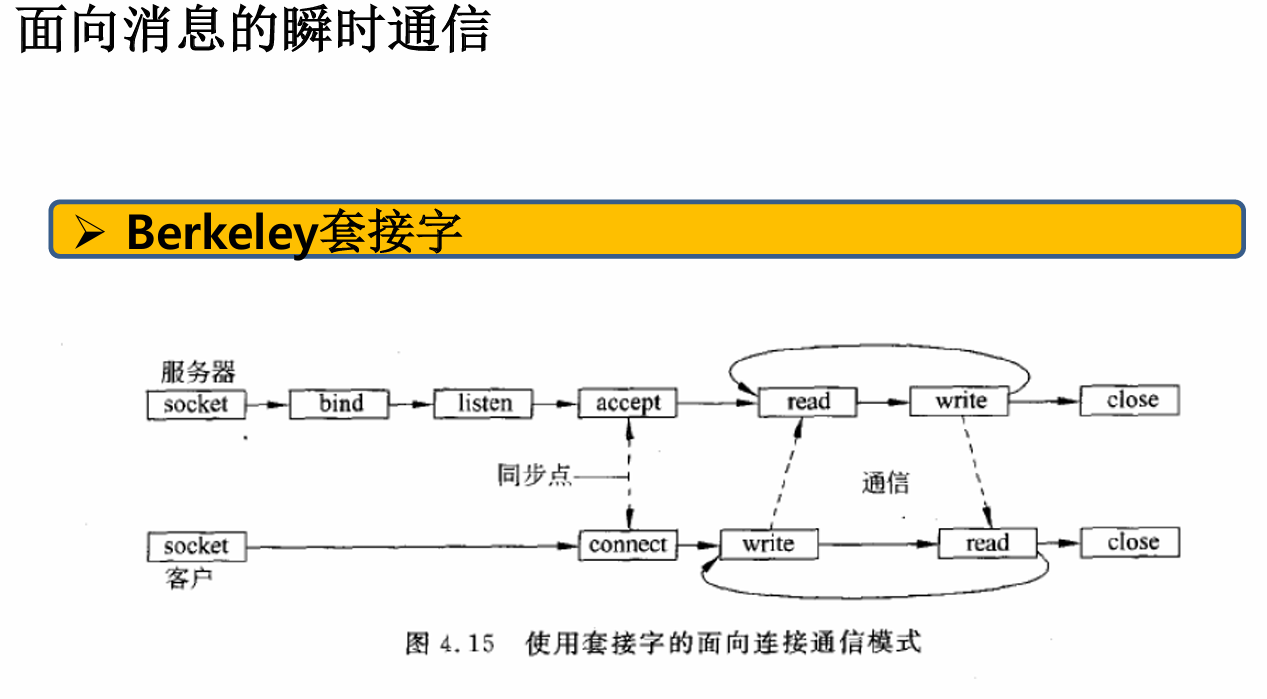 面向消息的瞬时通信
➢ Berkeley套接字
服务器
socket bind listen accept read write close
同步点 通信
socket connect write read close
客户
图 4.15 使用套接字的面向连接通信模式